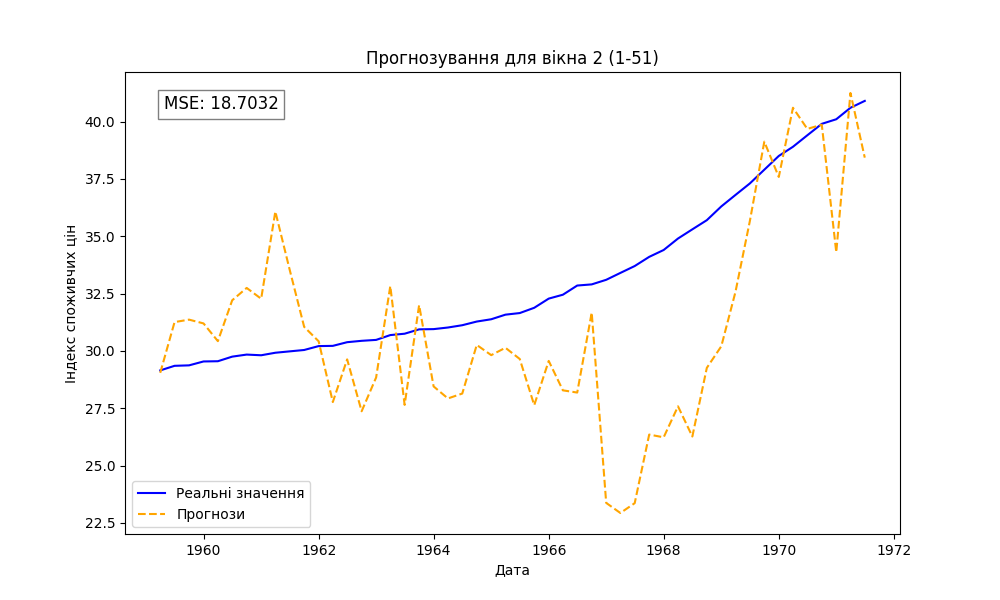 Прогнозування для вікна 2 (1-51)
MSE: 18.7032
Індекс споживчих цін
40.0
37.5
35.0
32.5
30.0
27.5
25.0
22.5
Реальні значення
Прогнози
1960 1962 1964 1966 1968 1970 1972
Дата